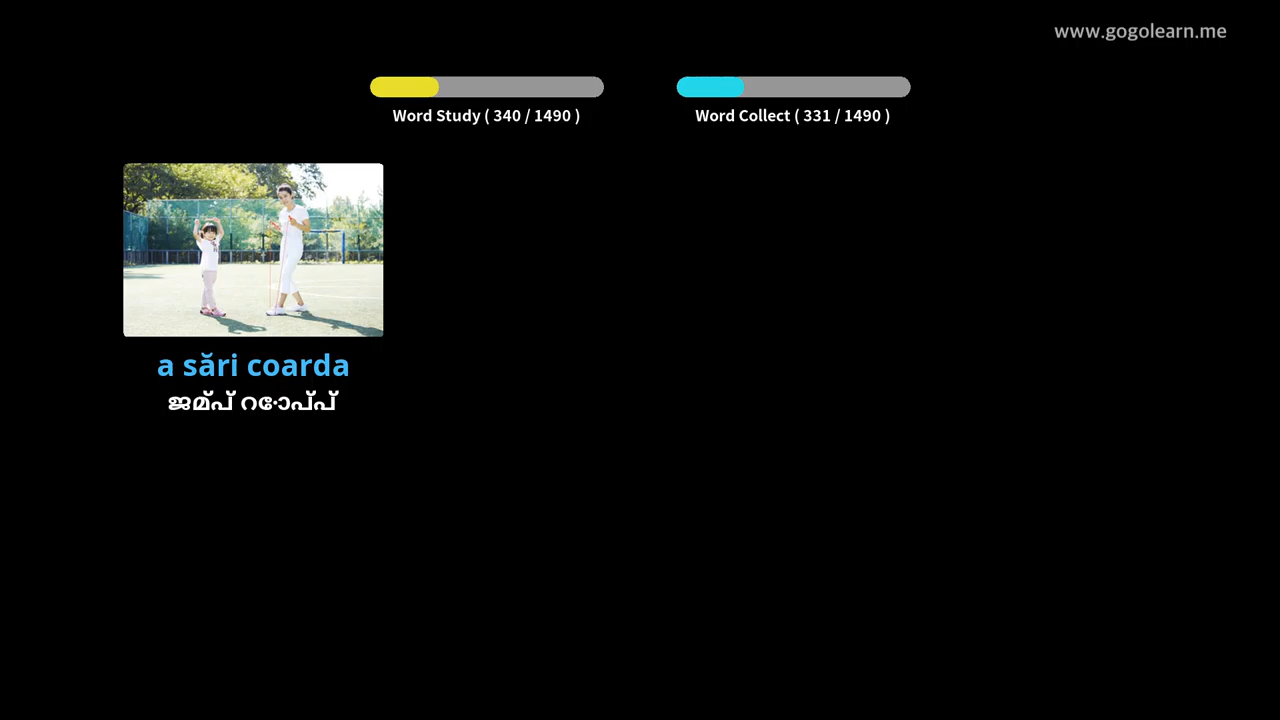 www.gogolearn.me
Word Study ( 340 / 1490 )
Word Collect ( 331 / 1490 )
a sări coarda
ജമ്പ് റോപ്പ്